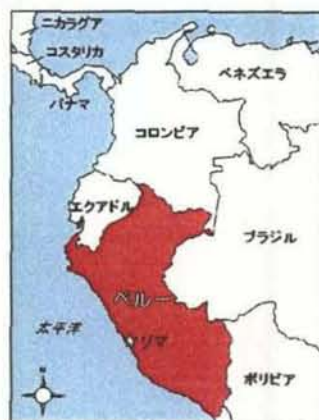 ニカラグア
コスタリカ
パナマ
ベネズエラ
コロンビア
エクアドル
ブラジル
ペルー
太平洋
リマ
ボリビア
N